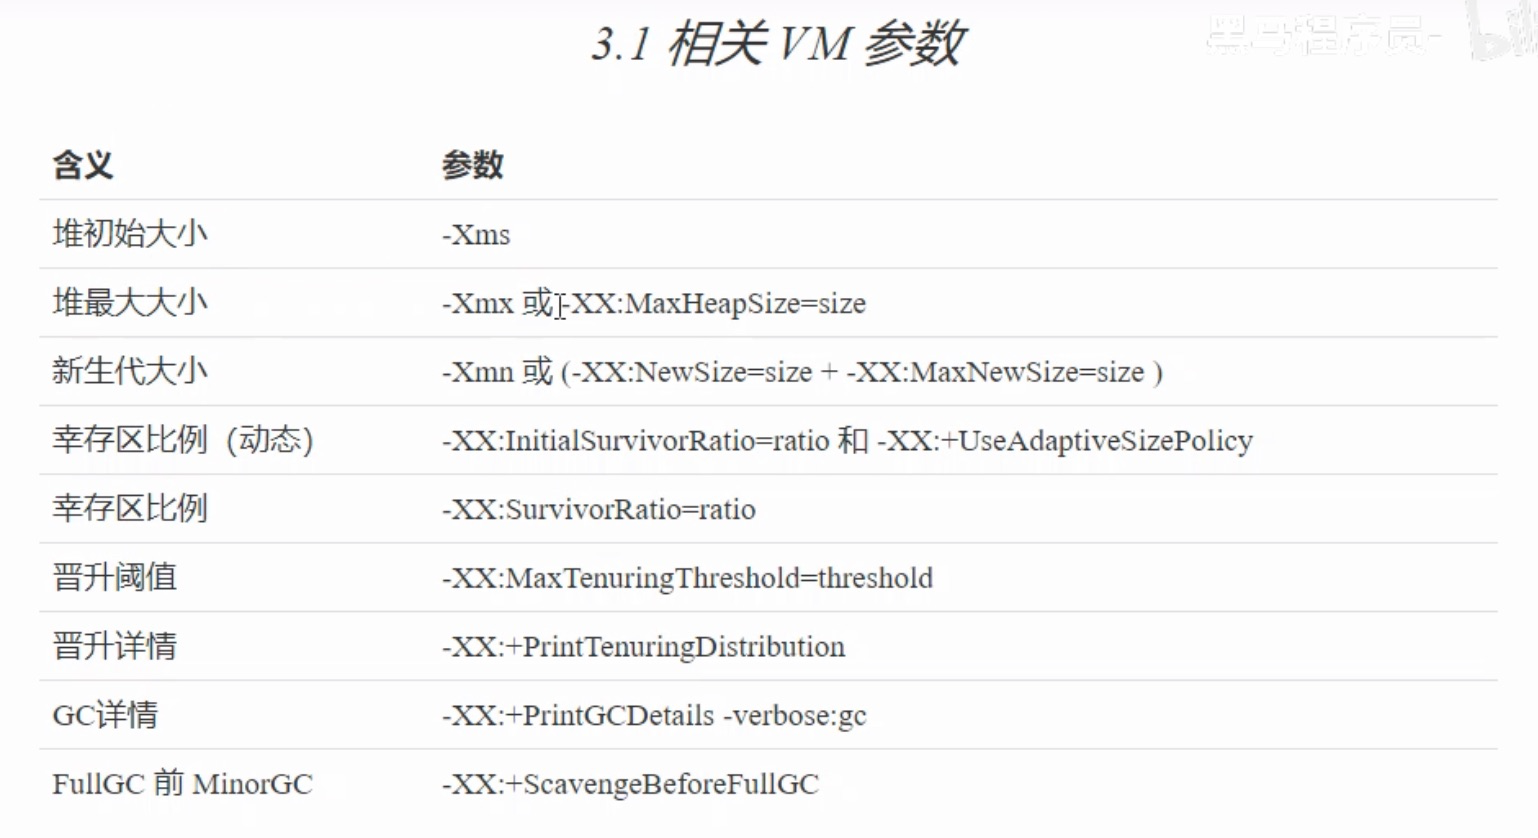 黑马程序员-
3.1 相关 VM 参数
含义 参数
堆初始大小 -Xms
堆最大大小 -Xmx 或 -XX:MaxHeapSize=size
新生代大小 -Xmn 或 (-XX:NewSize=size + -XX:MaxNewSize=size )
幸存区比例（动态） -XX:InitialSurvivorRatio=ratio 和 -XX:+UseAdaptiveSizePolicy
幸存区比例 -XX:SurvivorRatio=ratio
晋升阈值 -XX:MaxTenuringThreshold=threshold
晋升详情 -XX:+PrintTenuringDistribution
GC详情 -XX:+PrintGCDetails -verbose:gc
FullGC 前 MinorGC -XX:+ScavengeBeforeFullGC